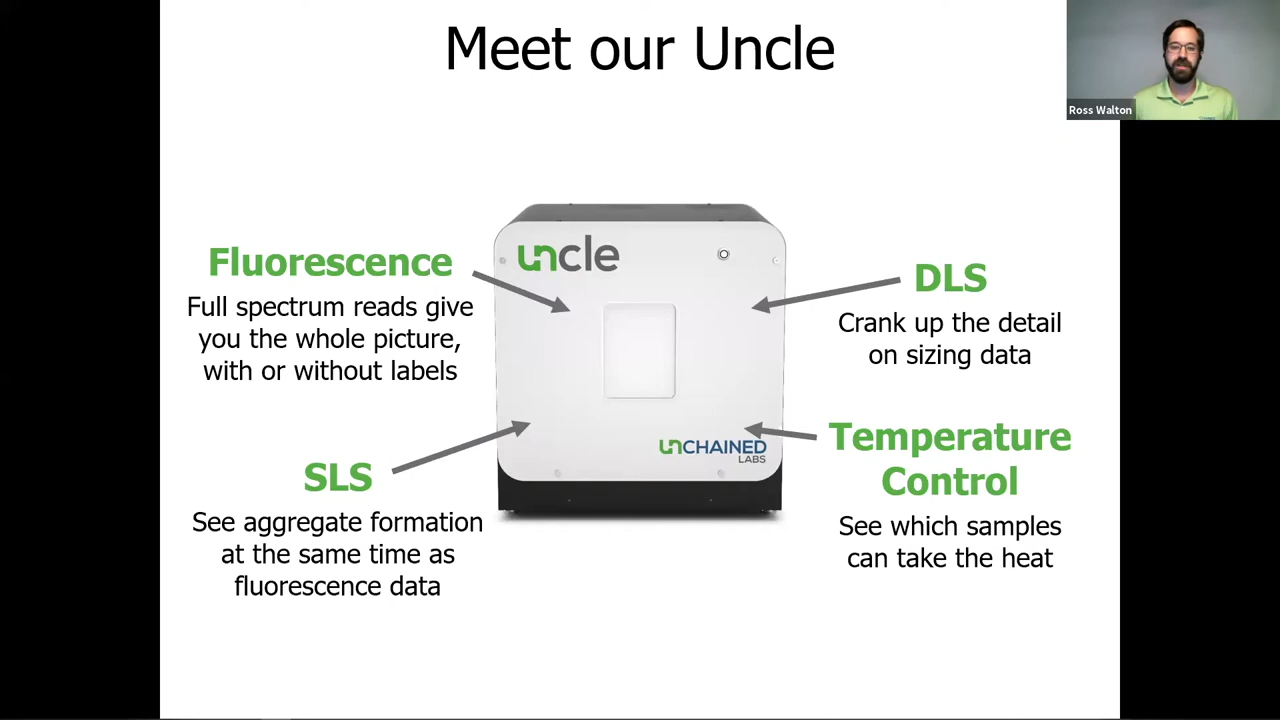 Meet our Uncle
Ross Walton
uncle
Fluorescence
Full spectrum reads give
you the whole picture,
with or without labels
DLS
Crank up the detail
on sizing data
SLS
See aggregate formation
at the same time as
fluorescence data
Temperature
Control
See which samples
can take the heat
UNCHAINED
LABS